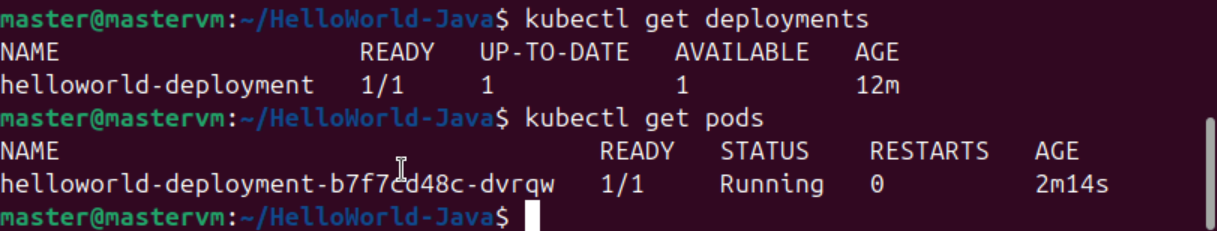 master@mastervm:~/HelloWorld-Java$ kubectl get deployments
NAME                    READY   UP-TO-DATE   AVAILABLE   AGE
helloworld-deployment   1/1     1            1           12m
master@mastervm:~/HelloWorld-Java$ kubectl get pods
NAME                                    READY   STATUS    RESTARTS   AGE
helloworld-deployment-b7f7cd48c-dvrqw   1/1     Running   0          2m14s
master@mastervm:~/HelloWorld-Java$